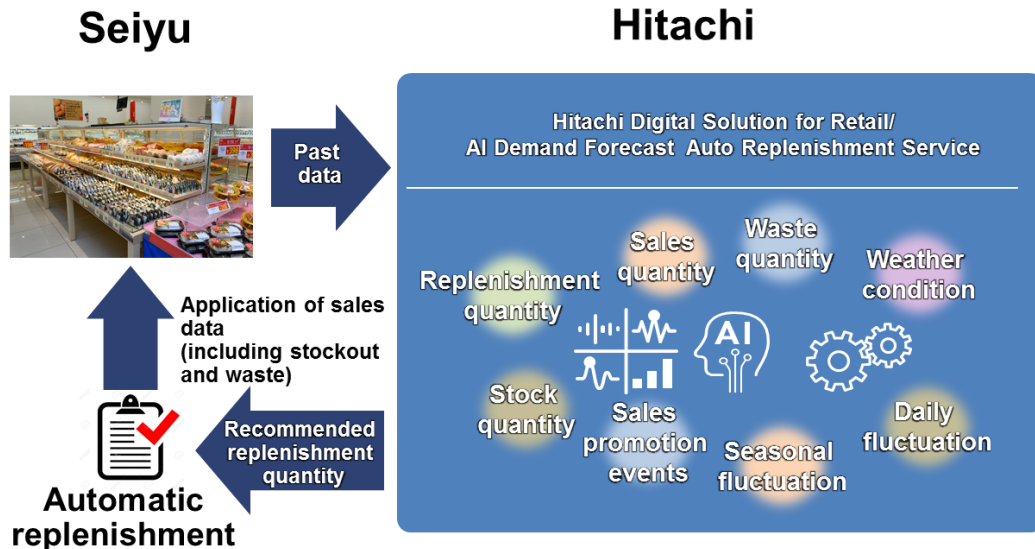 Seiyu
Hitachi
Past
data
Hitachi Digital Solution for Retail/
AI Demand Forecast Auto Replenishment Service
Sales
quantity
Waste
quantity
Weather
condition
Replenishment
quantity
AI
Application of sales
data
(including stockout
and waste)
Stock
quantity
Sales
promotion
events
Seasonal
fluctuation
Daily
fluctuation
Recommended
replenishment
quantity
Automatic
replenishment